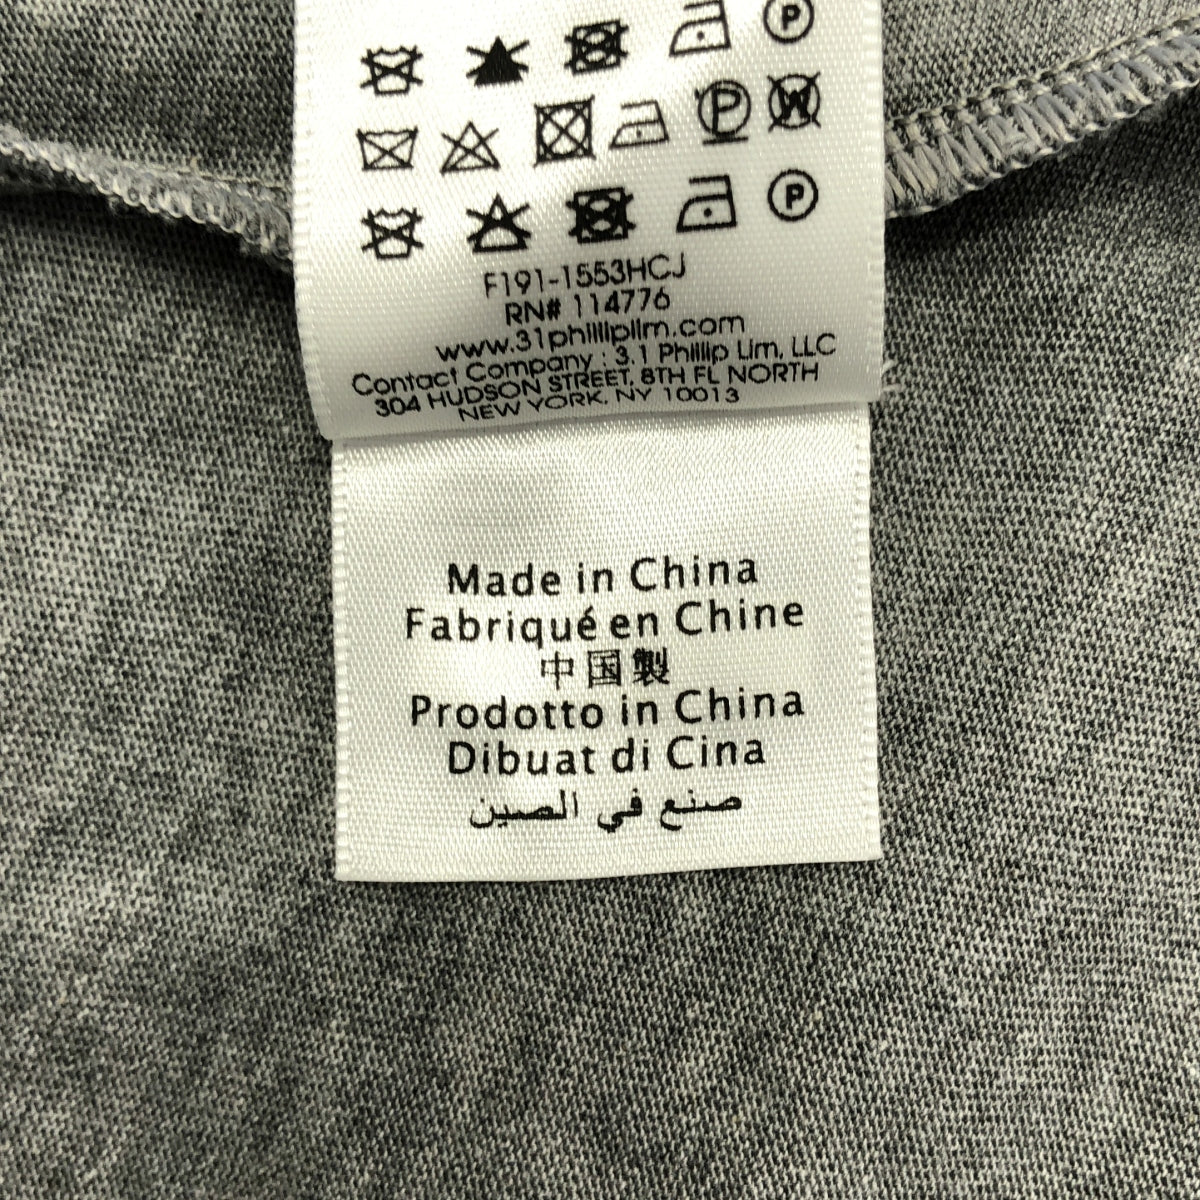 P
P W
P
F191-1553HCJ
RN# 114776
www.31phillliplim.com
Contact Company : 3.1 Phillip Lim, LLC
304 HUDSON STREET, 8TH FL NORTH
NEW YORK, NY 10013
Made in China
Fabriqué en Chine
中国製
Prodotto in China
Dibuat di Cina
صنع في الصين